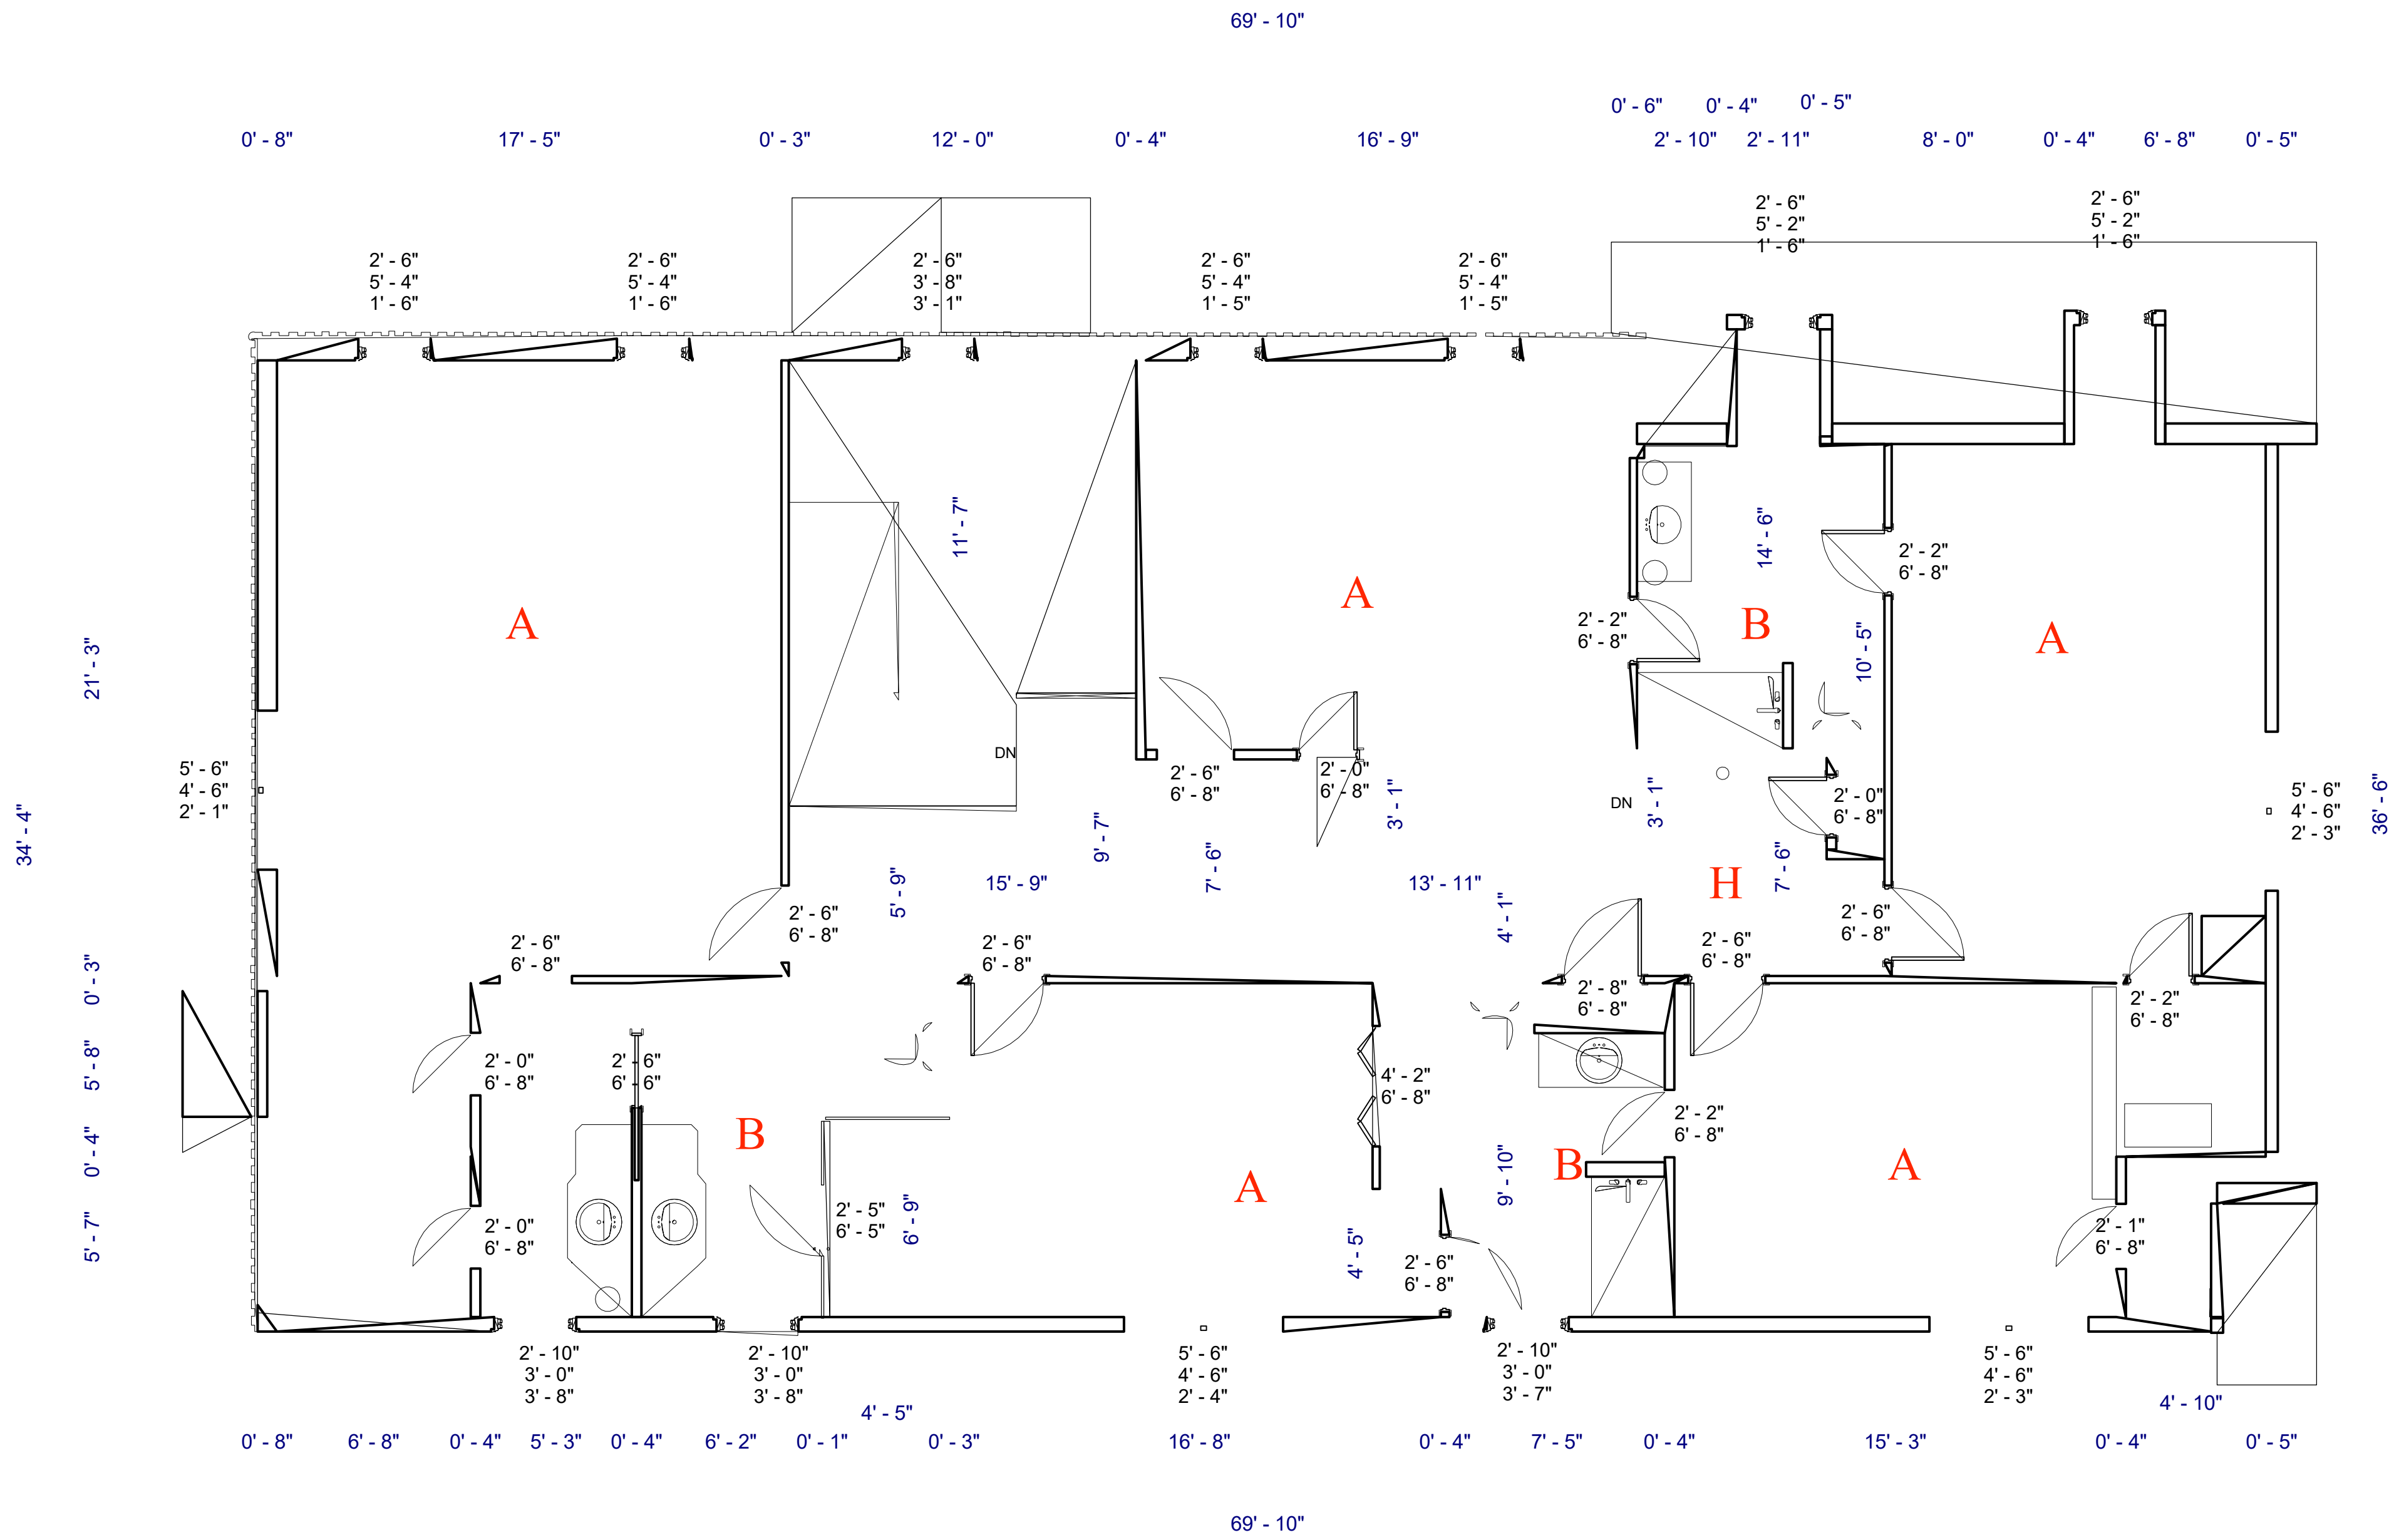 69' - 10"
0' - 6"
0' - 4"
0' - 5"
0' - 8"
17' - 5"
0' - 3"
12' - 0"
0' - 4"
16' - 9"
2' - 10"
2' - 11"
8' - 0"
0' - 4"
6' - 8"
0' - 5"
2' - 6"
5' - 2"
1' - 6"
2' - 6"
5' - 2"
1' - 6"
2' - 6"
5' - 4"
1' - 6"
2' - 6"
5' - 4"
1' - 6"
2' - 6"
3' - 8"
3' - 1"
2' - 6"
5' - 4"
1' - 5"
2' - 6"
5' - 4"
1' - 5"
11' - 7"
14' - 6"
2' - 2"
6' - 8"
A
A
B
A
2' - 2"
6' - 8"
10' - 5"
21' - 3"
DN
5' - 6"
4' - 6"
2' - 1"
2' - 6"
6' - 8"
2' - 0"
6' - 8"
3' - 1"
DN
3' - 1"
2' - 0"
6' - 8"
5' - 6"
4' - 6"
2' - 3"
36' - 6"
34' - 4"
9' - 7"
7' - 6"
7' - 6"
5' - 9"
15' - 9"
13' - 11"
H
4' - 1"
2' - 6"
6' - 8"
2' - 6"
6' - 8"
2' - 6"
6' - 8"
2' - 6"
6' - 8"
2' - 6"
6' - 8"
0' - 3"
2' - 8"
6' - 8"
2' - 2"
6' - 8"
5' - 8"
2' - 0"
6' - 8"
2' - 6"
6' - 6"
4' - 2"
6' - 8"
2' - 2"
6' - 8"
B
0' - 4"
9' - 10"
B
A
A
5' - 7"
2' - 0"
6' - 8"
2' - 5"
6' - 5"
6' - 9"
4' - 5"
2' - 6"
6' - 8"
2' - 1"
6' - 8"
2' - 10"
3' - 0"
3' - 8"
2' - 10"
3' - 0"
3' - 8"
5' - 6"
4' - 6"
2' - 4"
2' - 10"
3' - 0"
3' - 7"
5' - 6"
4' - 6"
2' - 3"
4' - 5"
4' - 10"
0' - 8"
6' - 8"
0' - 4"
5' - 3"
0' - 4"
6' - 2"
0' - 1"
0' - 3"
16' - 8"
0' - 4"
7' - 5"
0' - 4"
15' - 3"
0' - 4"
0' - 5"
69' - 10"